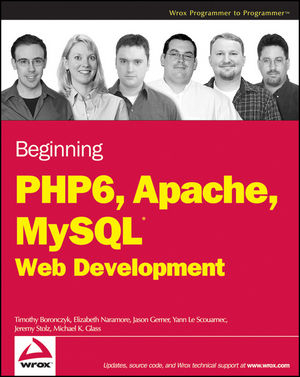 Wrox Programmer to Programmer™
Beginning
PHP6, Apache,
MySQL®
Web Development
Timothy Boronczyk, Elizabeth Naramore, Jason Gerner, Yann Le Scouarnec,
Jeremy Stolz, Michael K. Glass
wrox™
Updates, source code, and Wrox technical support at www.wrox.com